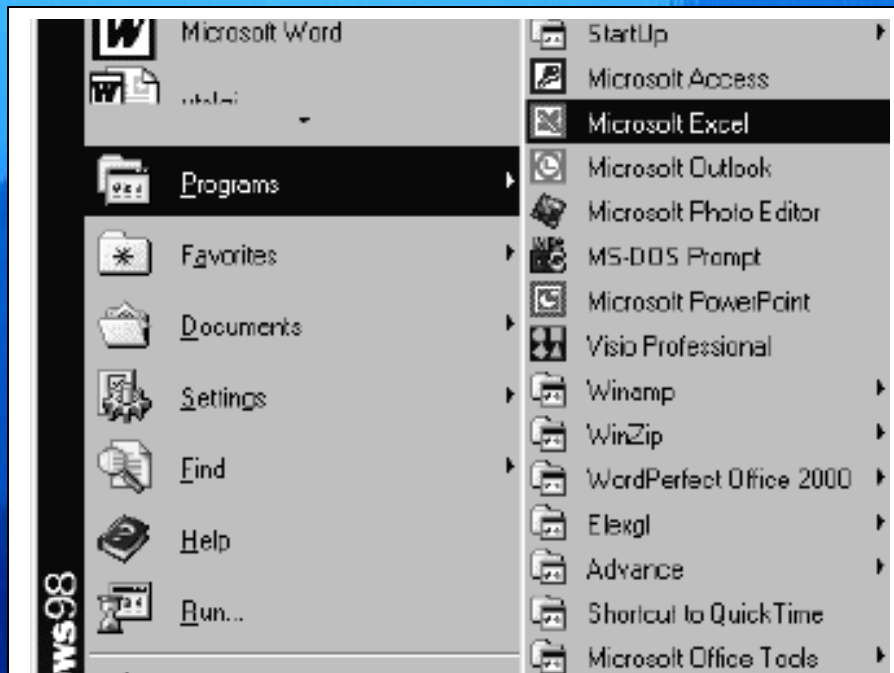 Microsoft Word
Programs
Favorites
Documents
Settings
Find
Help
Run...
ws98
StartUp
Microsoft Access
Microsoft Excel
Microsoft Outlook
Microsoft Photo Editor
MS-DOS Prompt
Microsoft PowerPoint
Visio Professional
Winamp
WinZip
WordPerfect Office 2000
Elexgl
Advance
Shortcut to QuickTime
Microsoft Office Tools